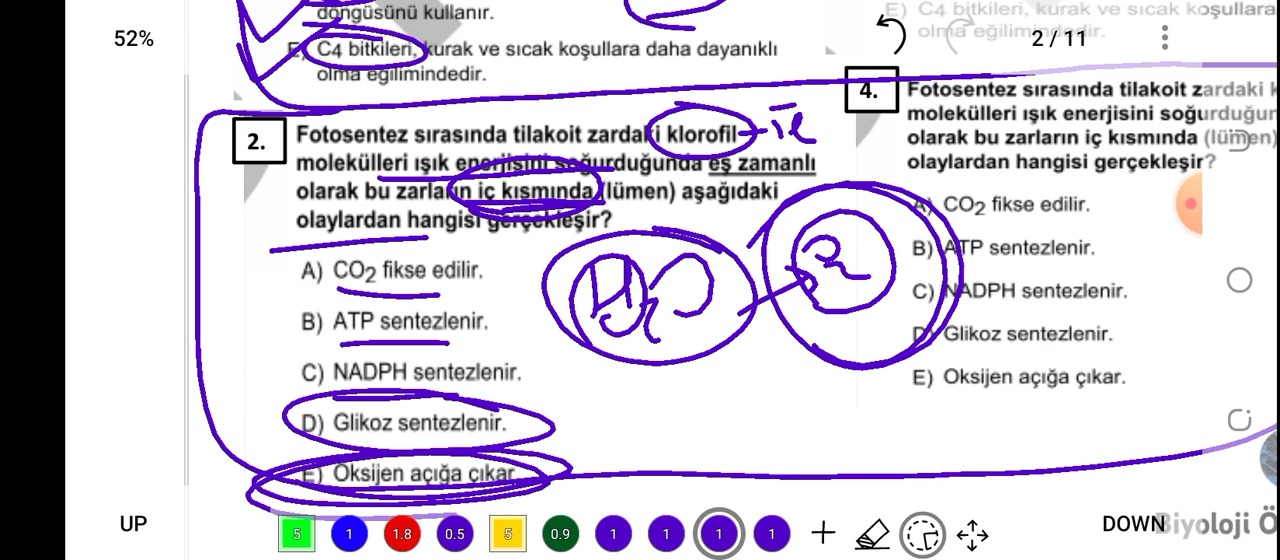 52%
döngüsünü kullanır.
E) C4 bitkileri, kurak ve sıcak koşullara daha dayanıklı
olma eğilimindedir.
2. Fotosentez sırasında tilakoit zardaki klorofil
molekülleri ışık enerjisini soğurduğunda eş zamanlı
olarak bu zarların iç kısmında (lümen) aşağıdaki
olaylardan hangisi gerçekleşir?
A) CO2 fikse edilir.
B) ATP sentezlenir.
C) NADPH sentezlenir.
D) Glikoz sentezlenir.
E) Oksijen açığa çıkar.
H2O
E) C4 bitkileri, kurak ve sıcak koşullara
olma eğilimindedir.
2 / 11
4. Fotosentez sırasında tilakoit zardaki k
molekülleri ışık enerjisini soğurduğun
olarak bu zarların iç kısmında (lümen)
olaylardan hangisi gerçekleşir?
A) CO2 fikse edilir.
B) ATP sentezlenir.
C) NADPH sentezlenir.
D) Glikoz sentezlenir.
E) Oksijen açığa çıkar.
UP
5 1 1.8 0.5 5 0.9 1 1 1 1
DOWN
Biyoloji Ö